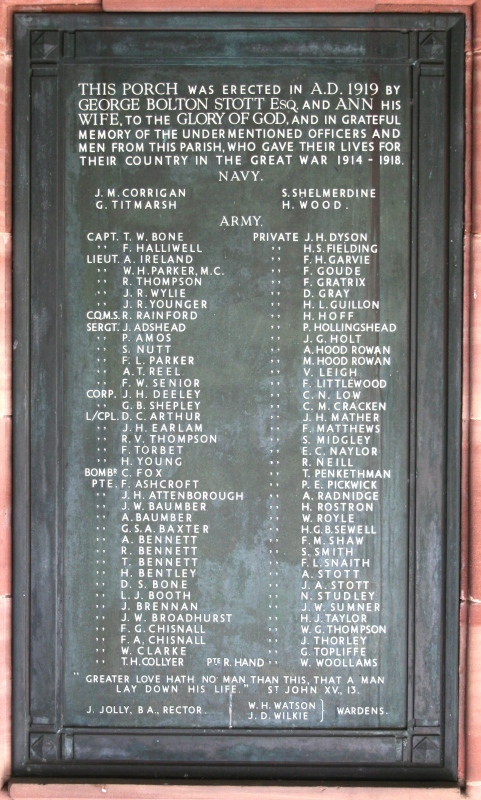 THIS PORCH WAS ERECTED IN A.D. 1919 BY
GEORGE BOLTON STOTT ESQ. AND ANN HIS
WIFE, TO THE GLORY OF GOD, AND IN GRATEFUL
MEMORY OF THE UNDERMENTIONED OFFICERS AND
MEN FROM THIS PARISH, WHO GAVE THEIR LIVES FOR
THEIR COUNTRY IN THE GREAT WAR 1914 - 1918.
NAVY.
J. M. CORRIGAN S. SHELMERDINE
G. TITMARSH H. WOOD.
ARMY.
CAPT. T. W. BONE PRIVATE J. H. DYSON
" F. HALLIWELL " H. S. FIELDING
LIEUT. A. IRELAND " F. H. GARVIE
" W. H. PARKER, M.C. " F. GOUDE
" R. THOMPSON " F. GRATRIX
" J. R. WYLIE " D. GRAY
" J. R. YOUNGER " H. L. GUILLON
C.Q.M.S. R. RAINFORD " H. HOFF
SERGT. J. ADSHEAD " P. HOLLINGSHEAD
" P. AMOS " J. G. HOLT
" S. NUTT " A. HOOD ROWAN
" F. L. PARKER " M. HOOD ROWAN
" A. T. REEL " V. LEIGH
" F. W. SENIOR " F. LITTLEWOOD
CORP. J. H. DEELEY " C. N. LOW
" G. B. SHEPLEY " C. M. CRACKEN
L/CPL. D. C. ARTHUR " J. H. MATHER
" J. H. EARLAM " F. MATTHEWS
" R. V. THOMPSON " S. MIDGLEY
" F. TORBET " E. C. NAYLOR
" H. YOUNG " R. NEILL
BOMBR C. FOX " T. PENKETHMAN
PTE. F. ASHCROFT " P. E. PICKWICK
" J. H. ATTENBOROUGH " A. RADNIDGE
" J. W. BAUMBER " H. ROSTRON
" A. BAUMBER " W. ROYLE
" G. S. A. BAXTER " H. G. B. SEWELL
" A. BENNETT " F. M. SHAW
" R. BENNETT " S. SMITH
" T. BENNETT " F. L. SNAITH
" H. BENTLEY " A. STOTT
" D. S. BONE " J. A. STOTT
" L. J. BOOTH " N. STUDLEY
" J. BRENNAN " J. W. SUMNER
" J. W. BROADHURST " H. J. TAYLOR
" F. G. CHISNALL " W. G. THOMPSON
" F. A. CHISNALL " J. THORLEY
" W. CLARKE " G. TOPLIFFE
" T. H. COLLYER PTE R. HAND " W. WOOLLAMS
"GREATER LOVE HATH NO MAN THAN THIS, THAT A MAN
LAY DOWN HIS LIFE." ST JOHN XV, 13.
J. JOLLY, B A., RECTOR. W. H. WATSON
J. D. WILKIE } WARDENS.